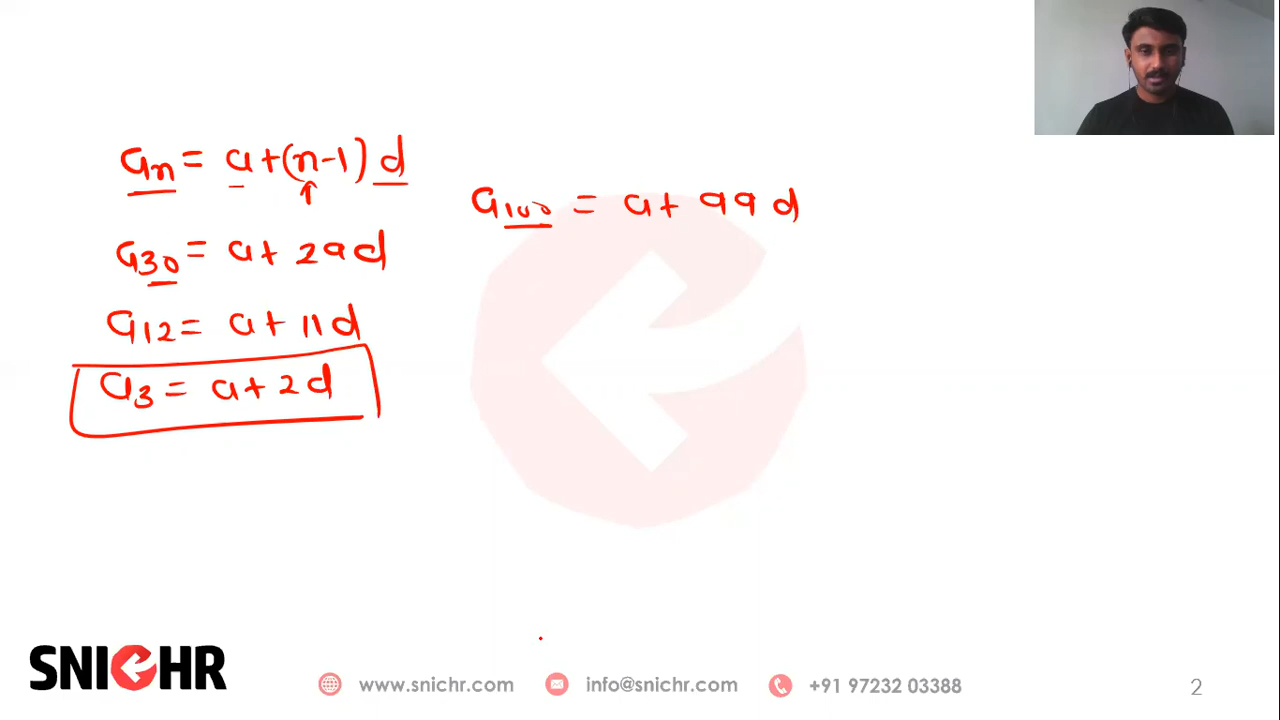 an = a+(n-1) d
a30 = a + 29d
a12 = a + 11d
a3 = a + 2d
a100 = a + 99 d
SNICHR
www.snichr.com
info@snichr.com
+91 97232 03388
2